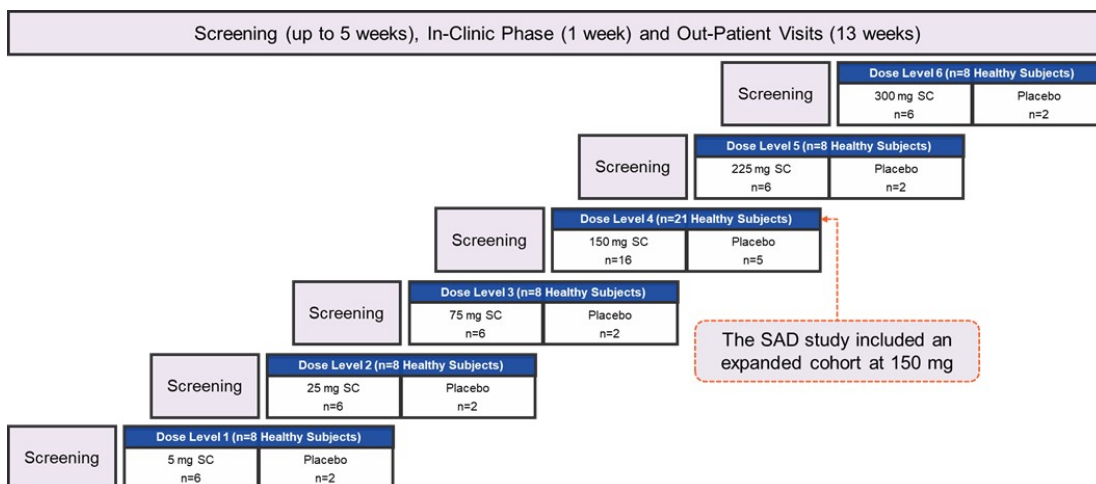 Screening (up to 5 weeks), In-Clinic Phase (1 week) and Out-Patient Visits (13 weeks)
Screening
Dose Level 6 (n=8 Healthy Subjects)
300 mg SC
n=6
Placebo
n=2
Screening
Dose Level 5 (n=8 Healthy Subjects)
225 mg SC
n=6
Placebo
n=2
Screening
Dose Level 4 (n=21 Healthy Subjects)
150 mg SC
n=16
Placebo
n=5
Screening
Dose Level 3 (n=8 Healthy Subjects)
75 mg SC
n=6
Placebo
n=2
The SAD study included an
expanded cohort at 150 mg
Screening
Dose Level 2 (n=8 Healthy Subjects)
25 mg SC
n=6
Placebo
n=2
Screening
Dose Level 1 (n=8 Healthy Subjects)
5 mg SC
n=6
Placebo
n=2